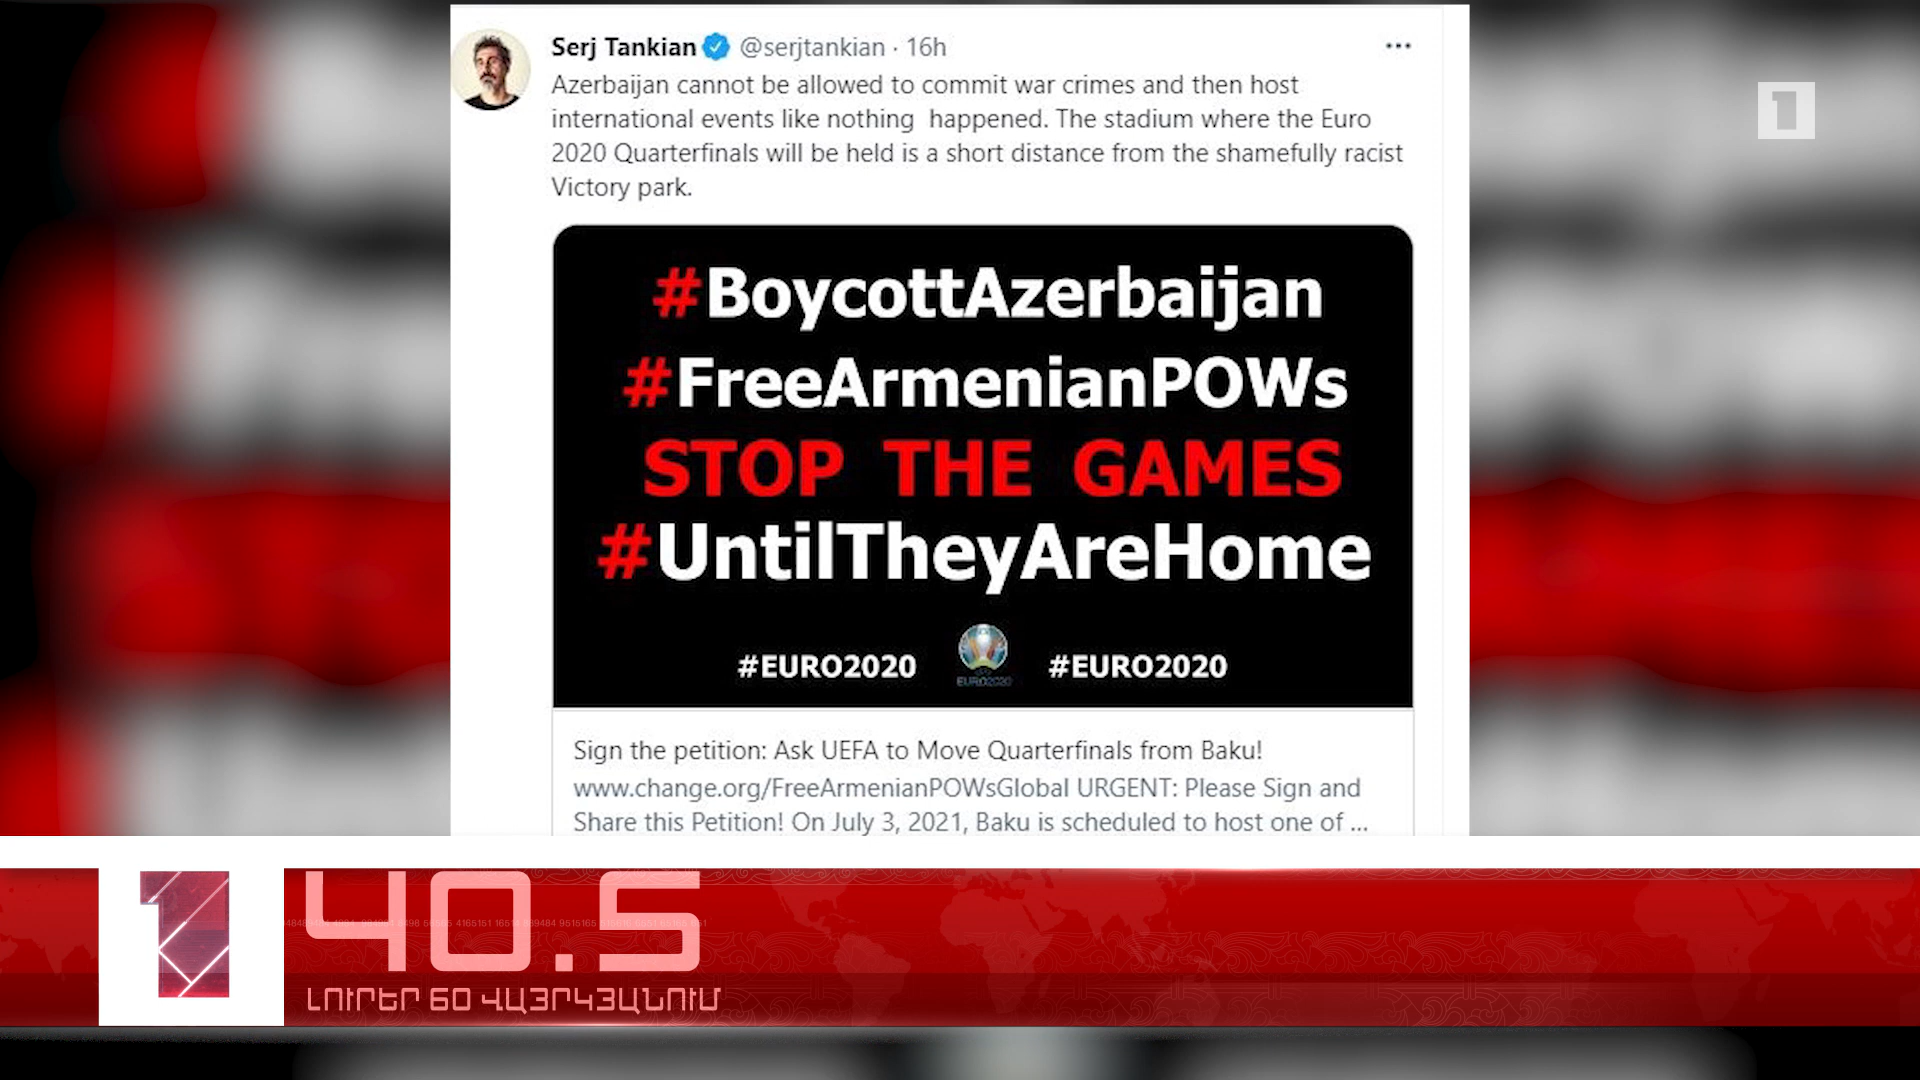 Serj Tankian @serjtankian · 16h
Azerbaijan cannot be allowed to commit war crimes and then host
international events like nothing happened. The stadium where the Euro
2020 Quarterfinals will be held is a short distance from the shamefully racist
Victory park.
#BoycottAzerbaijan
#FreeArmenianPOWs
STOP THE GAMES
#UntilTheyAreHome
#EURO2020 EURO2020 #EURO2020
Sign the petition: Ask UEFA to Move Quarterfinals from Baku!
www.change.org/FreeArmenianPOWsGlobal URGENT: Please Sign and
Share this Petition! On July 3, 2021, Baku is scheduled to host one of ...
1
1
40.5
ԼՈՒՐԵՐ 60 ՎԱՅՐԿՅԱՆՈՒՄ